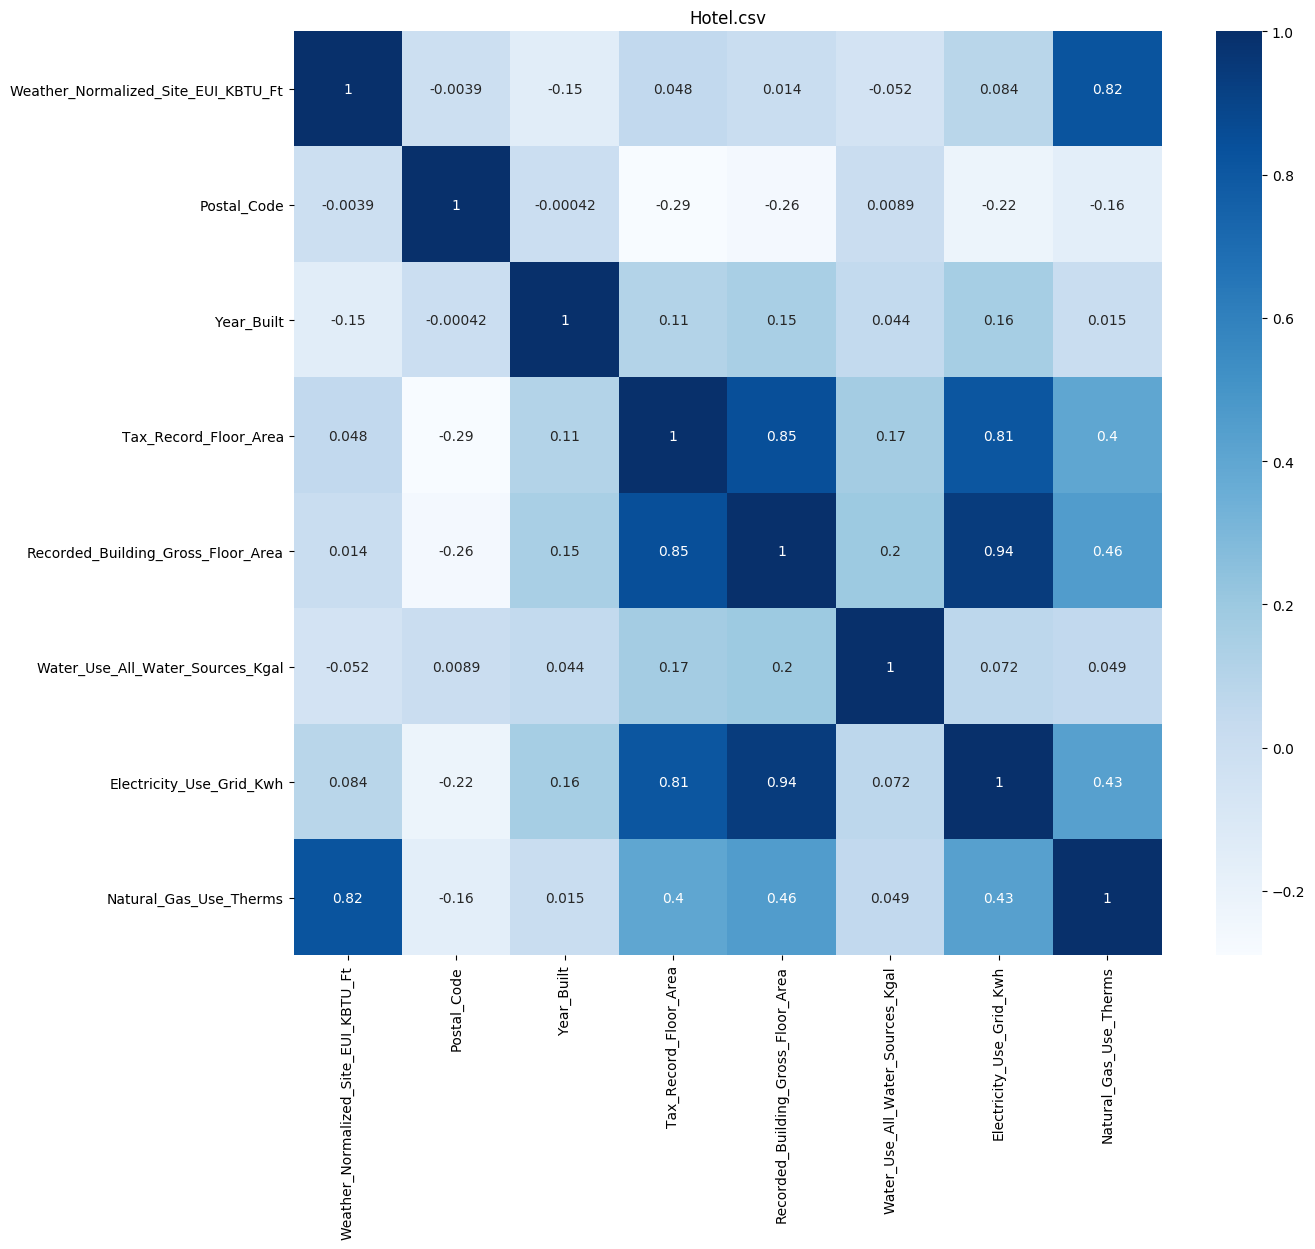 Hotel.csv
Weather_Normalized_Site_EUI_KBTU_Ft 1 -0.0039 -0.15 0.048 0.014 -0.052 0.084 0.82
Postal_Code -0.0039 1 -0.00042 -0.29 -0.26 0.0089 -0.22 -0.16
Year_Built -0.15 -0.00042 1 0.11 0.15 0.044 0.16 0.015
Tax_Record_Floor_Area 0.048 -0.29 0.11 1 0.85 0.17 0.81 0.4
Recorded_Building_Gross_Floor_Area 0.014 -0.26 0.15 0.85 1 0.2 0.94 0.46
Water_Use_All_Water_Sources_Kgal -0.052 0.0089 0.044 0.17 0.2 1 0.072 0.049
Electricity_Use_Grid_Kwh 0.084 -0.22 0.16 0.81 0.94 0.072 1 0.43
Natural_Gas_Use_Therms 0.82 -0.16 0.015 0.4 0.46 0.049 0.43 1
Weather_Normalized_Site_EUI_KBTU_Ft
Postal_Code
Year_Built
Tax_Record_Floor_Area
Recorded_Building_Gross_Floor_Area
Water_Use_All_Water_Sources_Kgal
Electricity_Use_Grid_Kwh
Natural_Gas_Use_Therms
1.0
0.8
0.6
0.4
0.2
0.0
−0.2